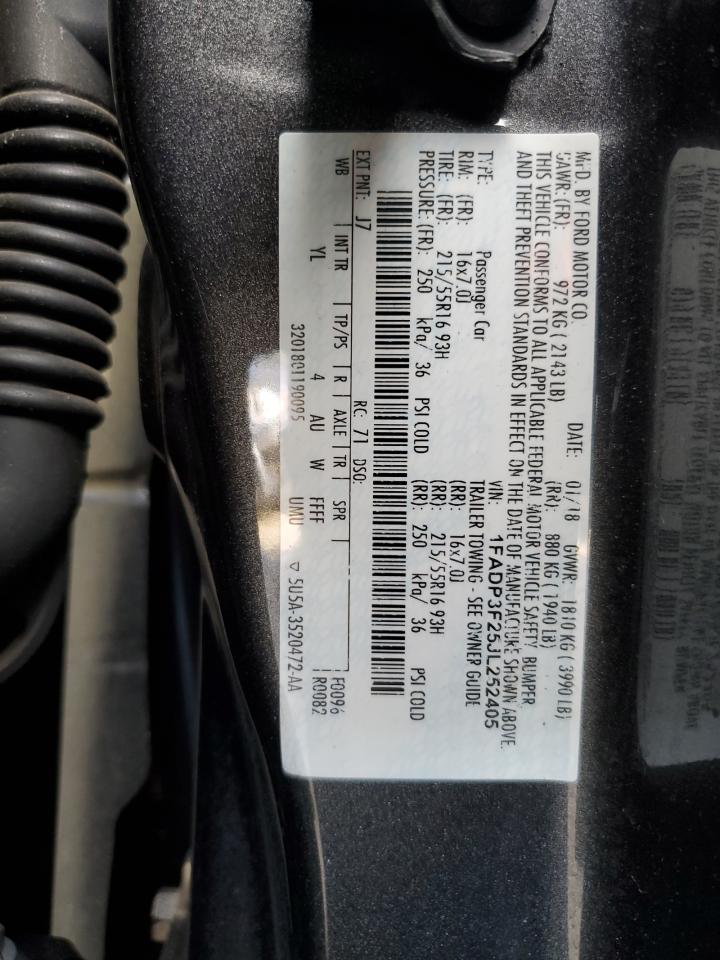 MFD. BY FORD MOTOR CO.
DATE: 01/18 GVWR: 1810 KG ( 3990 LB)
GAWR: (FR): 972 KG ( 2143 LB) (RR): 880 KG ( 1940 LB)
THIS VEHICLE CONFORMS TO ALL APPLICABLE FEDERAL MOTOR VEHICLE SAFETY, BUMPER,
AND THEFT PREVENTION STANDARDS IN EFFECT ON THE DATE OF MANUFACTURE SHOWN ABOVE.
VIN: 1FADP3F25JL252405
TYPE: Passenger Car TRAILER TOWING - SEE OWNER GUIDE
RIM: (FR): 16x7.0J (RR): 16x7.0J
TIRE: (FR): 215/55R16 93H (RR): 215/55R16 93H
PRESSURE: (FR): 250 kPa/ 36 PSI COLD (RR): 250 kPa/ 36 PSI COLD
EXT PNT: J7 RC: 71 DSO: F0096
WB INT TR TP/PS R AXLE TR SPR R0082
YL 4 AU W FFFF
3201801190095 UMU ▽ 5U5A-3520472-AA